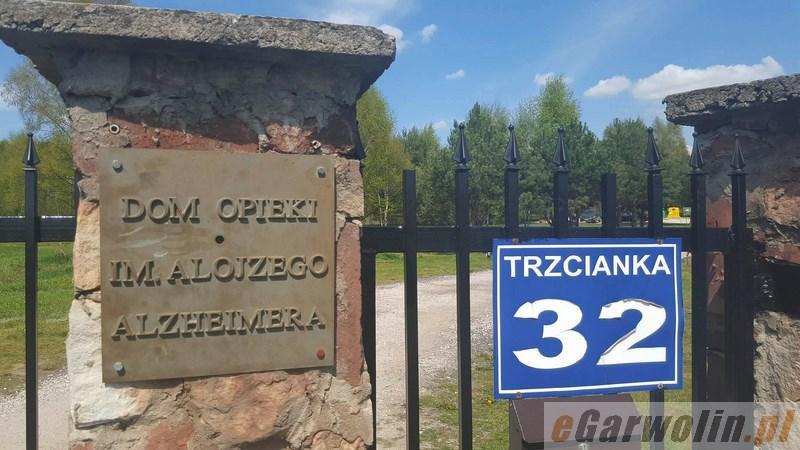 DOM OPIEKI
IM. ALOJZEGO
ALZHEIMERA
TRZCIANKA
32
eGarwolin.pl